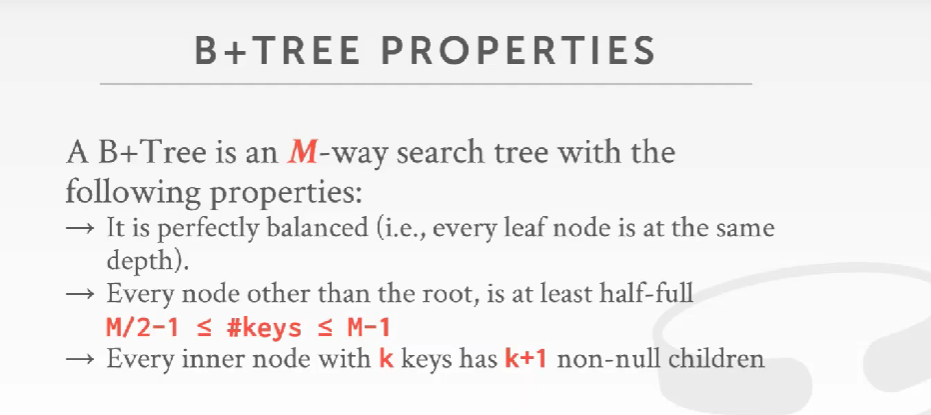 B+TREE PROPERTIES
A B+Tree is an M-way search tree with the
following properties:
→ It is perfectly balanced (i.e., every leaf node is at the same
depth).
→ Every node other than the root, is at least half-full
M/2-1 ≤ #keys ≤ M-1
→ Every inner node with k keys has k+1 non-null children